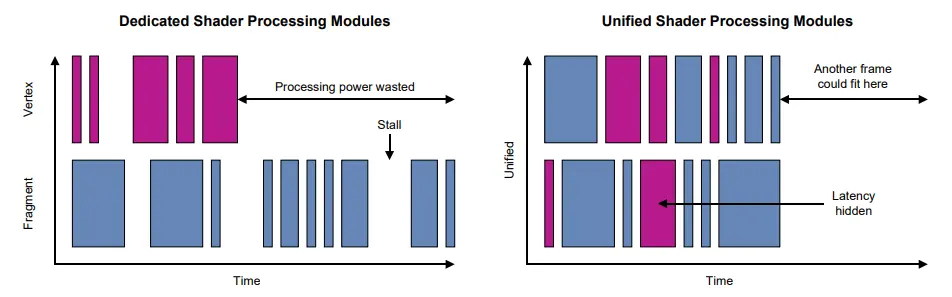 Dedicated Shader Processing Modules
Vertex
Processing power wasted
Stall
Fragment
Time
Unified Shader Processing Modules
Another frame
could fit here
Unified
Latency
hidden
Time